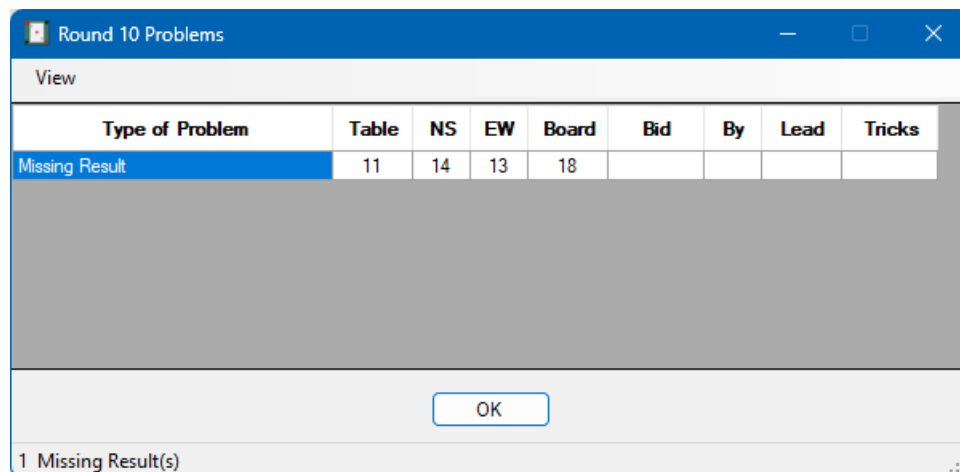 Round 10 Problems
View
Type of Problem Table NS EW Board Bid By Lead Tricks
Missing Result 11 14 13 18
OK
1 Missing Result(s)